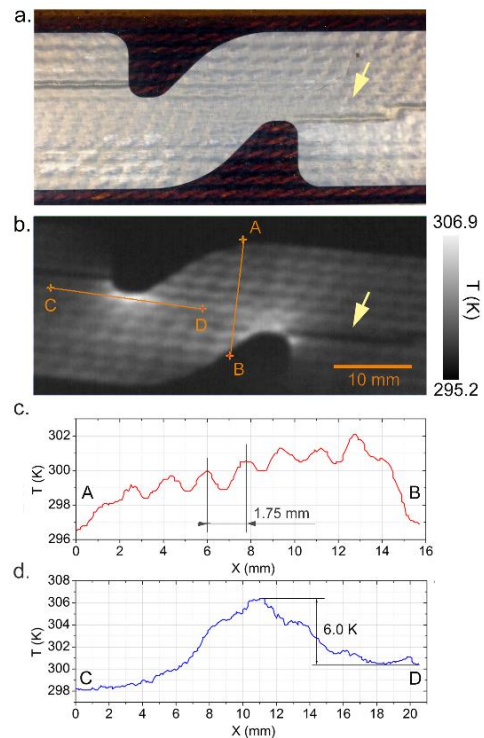 a.
b.
A
C
D
B
10 mm
306.9
T (K)
295.2
c.
302
300
298
296
T (K)
A
B
1.75 mm
0 2 4 6 8 10 12 14 16
X (mm)
d.
308
306
304
302
300
298
T (K)
C
D
6.0 K
0 2 4 6 8 10 12 14 16 18 20
X (mm)